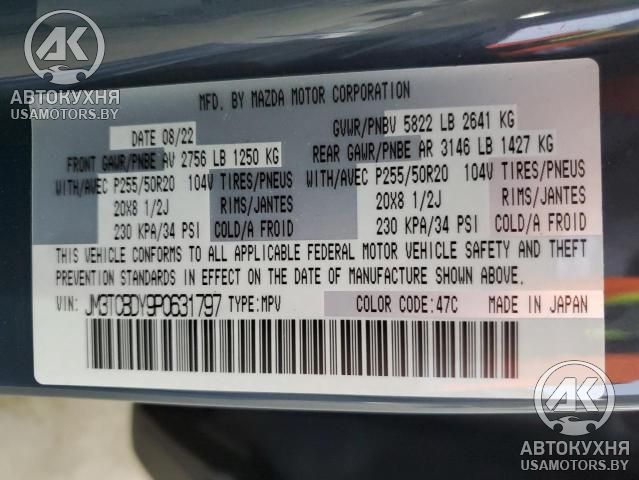 AK
АВТОКУХНЯ
USAMOTORS.BY
MFD. BY MAZDA MOTOR CORPORATION
DATE 08/22
GVWR/PNBV 5822 LB 2641 KG
FRONT GAWR/PNBE AV 2756 LB 1250 KG
REAR GAWR/PNBE AR 3146 LB 1427 KG
WITH/AVEC P255/50R20 104V TIRES/PNEUS
WITH/AVEC P255/50R20 104V TIRES/PNEUS
20X8 1/2J RIMS/JANTES
20X8 1/2J RIMS/JANTES
230 KPA/34 PSI COLD/A FROID
230 KPA/34 PSI COLD/A FROID
THIS VEHICLE CONFORMS TO ALL APPLICABLE FEDERAL MOTOR VEHICLE SAFETY AND THEFT
PREVENTION STANDARDS IN EFFECT ON THE DATE OF MANUFACTURE SHOWN ABOVE.
VIN: JM3TCBDY9P0631797 TYPE:MPV COLOR CODE:47C MADE IN JAPAN
AK
АВТОКУХНЯ
USAMOTORS.BY